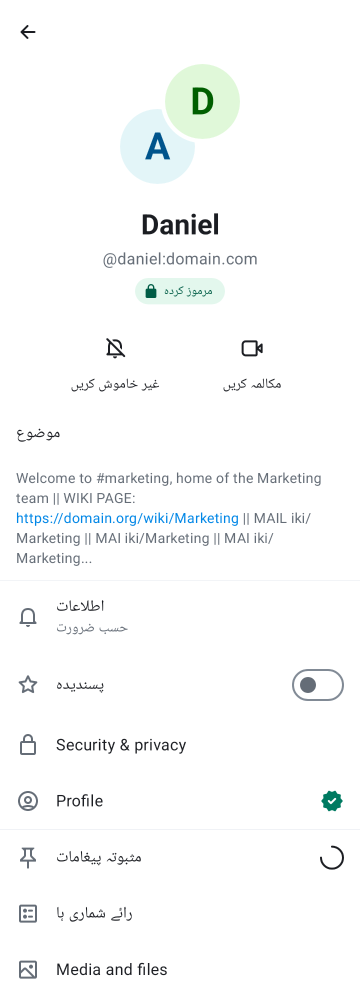 D
A
Daniel
@daniel:domain.com
مرموز کردہ
غیر خاموش کریں
مکالمہ کریں
موضوع
Welcome to #marketing, home of the Marketing
team || WIKI PAGE:
https://domain.org/wiki/Marketing || MAIL iki/
Marketing || MAI iki/Marketing || MAI iki/
Marketing...
اطلاعات
حسب ضرورت
پسندیدہ
Security & privacy
Profile
مثبوتہ پیغامات
رائے شماری ہا
Media and files